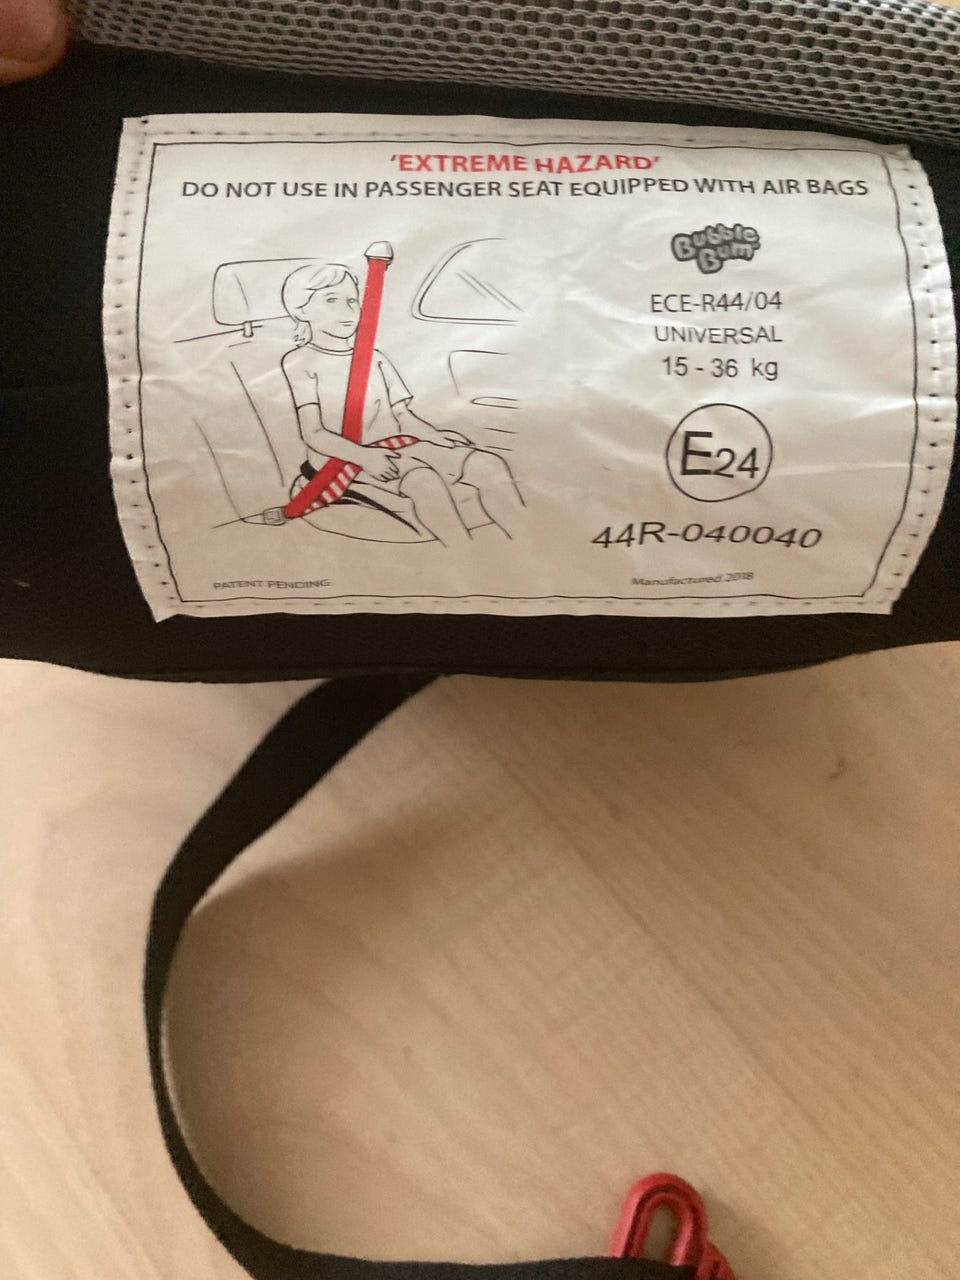 'EXTREME HAZARD'
DO NOT USE IN PASSENGER SEAT EQUIPPED WITH AIR BAGS
Bubble
Bum
ECE-R44/04
UNIVERSAL
15 - 36 kg
E24
44R-040040
PATENT PENDING
Manufactured 2018